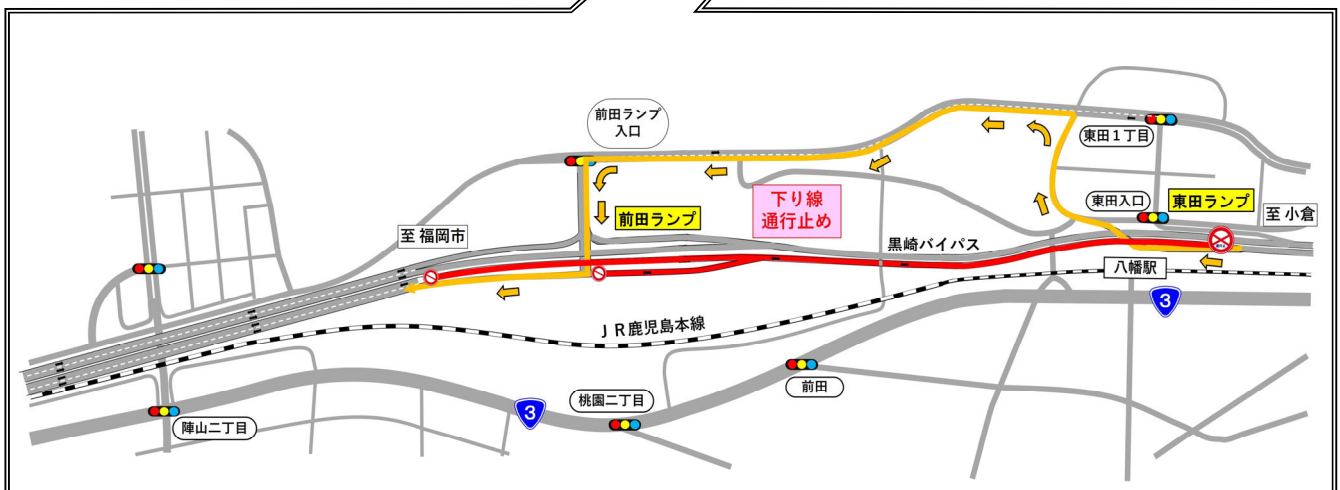 前田ランプ
入口
東田1丁目
下り線
通行止め
東田入口
東田ランプ
至 小倉
前田ランプ
至 福岡市
黒崎バイパス
八幡駅
3
JR鹿児島本線
前田
3
桃園二丁目
陣山二丁目